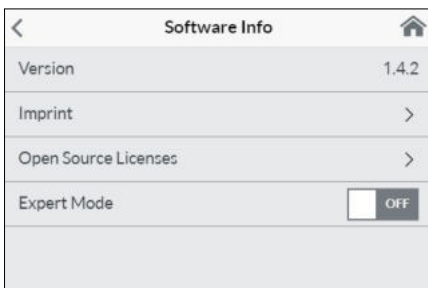 Software Info
Version 1.4.2
Imprint
Open Source Licenses
Expert Mode OFF